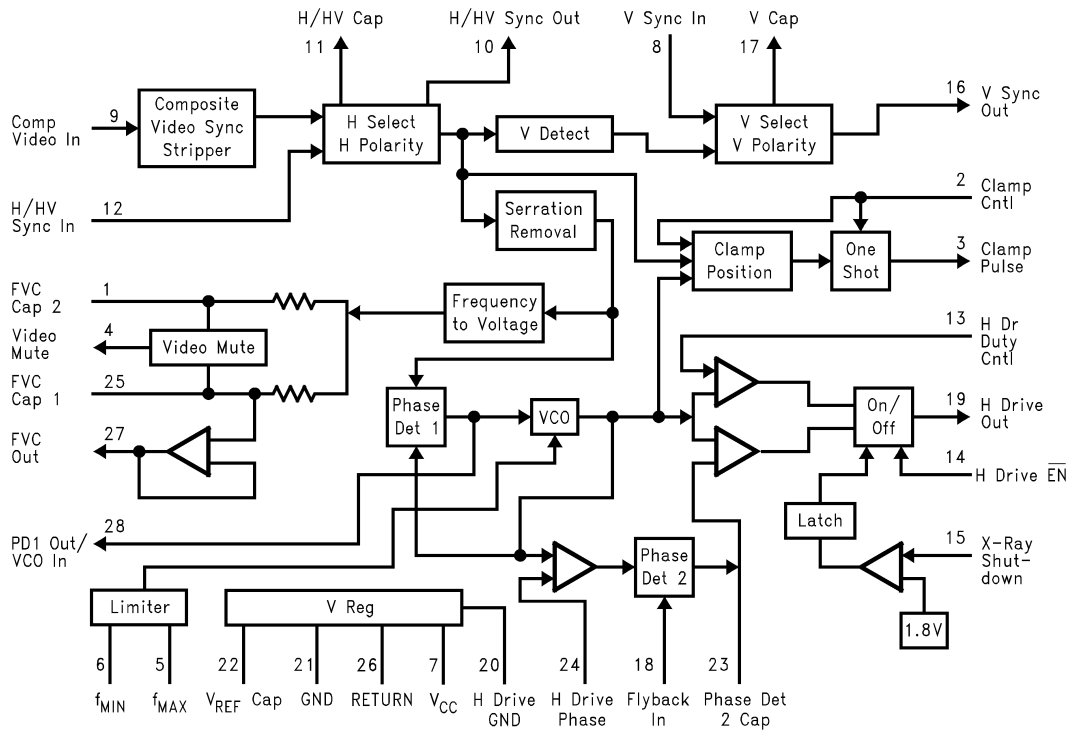 H/HV Cap
11
H/HV Sync Out
10
V Sync In
8
V Cap
17
Comp
Video In
9
Composite
Video Sync
Stripper
H Select
H Polarity
V Detect
V Select
V Polarity
16
V Sync
Out
H/HV
Sync In
12
Serration
Removal
2
Clamp
Cntl
Clamp
Position
One
Shot
3
Clamp
Pulse
FVC
Cap 2
1
Frequency
to Voltage
Video
Mute
4
Video Mute
13
H Dr
Duty
Cntl
FVC
Cap 1
25
Phase
Det 1
VCO
On/
Off
19
H Drive
Out
FVC
Out
27
14
H Drive EN
Latch
PD1 Out/
VCO In
28
Phase
Det 2
15
X-Ray
Shut-
down
Limiter
V Reg
1.8V
6
5
22
21
26
7
20
24
18
23
fMIN
fMAX
VREF Cap
GND
RETURN
VCC
H Drive
GND
H Drive
Phase
Flyback
In
Phase Det
2 Cap